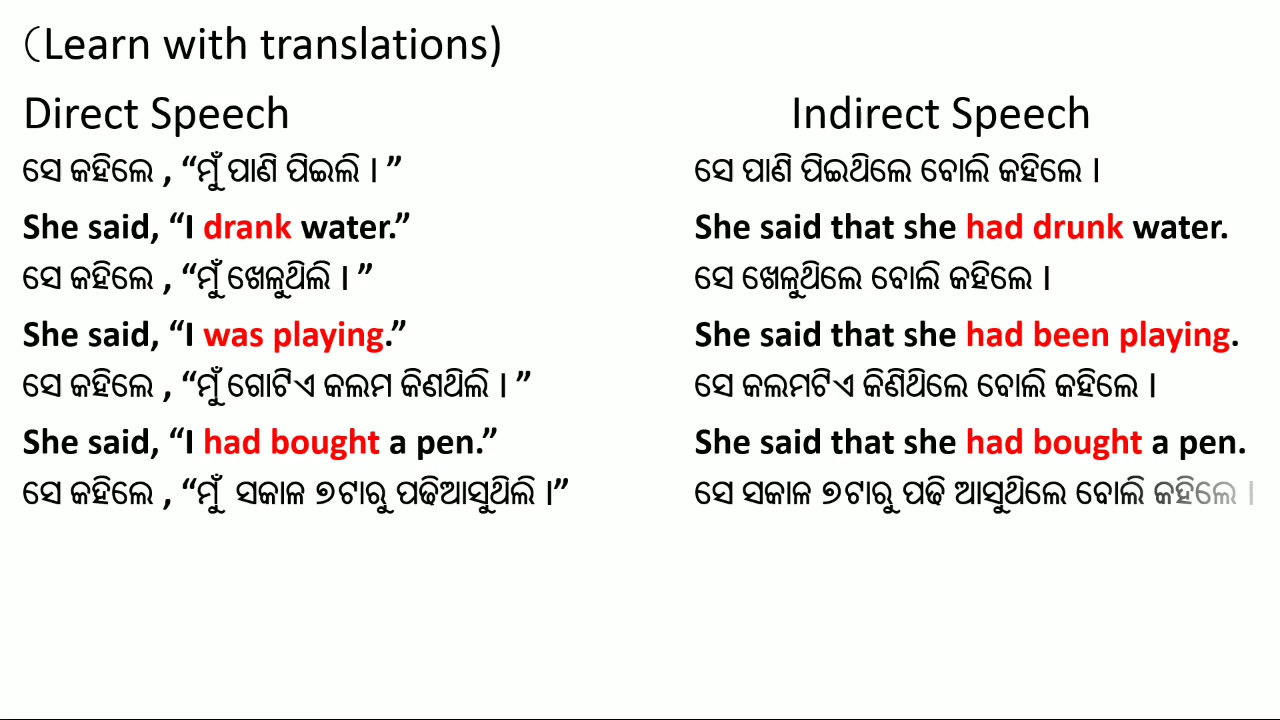 (Learn with translations)
Direct Speech
Indirect Speech
ସେ କହିଲେ , “ମୁଁ ପାଣି ପିଇଲି । ”
ସେ ପାଣି ପିଇଥିଲେ ବୋଲି କହିଲେ ।
She said, “I drank water.”
She said that she had drunk water.
ସେ କହିଲେ , “ମୁଁ ଖେଳୁଥିଲି । ”
ସେ ଖେଳୁଥିଲେ ବୋଲି କହିଲେ ।
She said, “I was playing.”
She said that she had been playing.
ସେ କହିଲେ , “ମୁଁ ଗୋଟିଏ କଲମ କିଣଥିଲି । ”
ସେ କଲମଟିଏ କିଣିଥିଲେ ବୋଲି କହିଲେ ।
She said, “I had bought a pen.”
She said that she had bought a pen.
ସେ କହିଲେ , “ମୁଁ ସକାଳ ୭ଟାରୁ ପଢିଆସୁଥିଲି ।”
ସେ ସକାଳ ୭ଟାରୁ ପଢି ଆସୁଥିଲେ ବୋଲି କହିଲେ ।